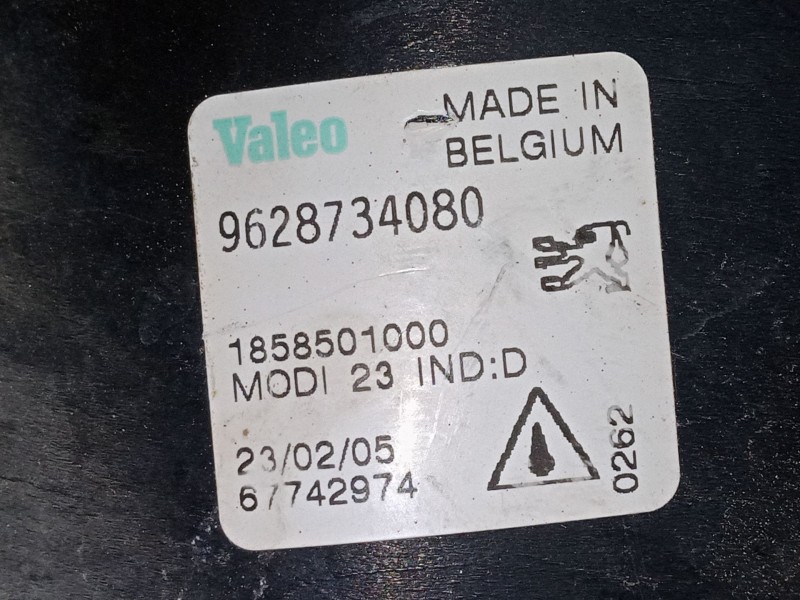 Valeo
MADE IN
BELGIUM
9628734080
1858501000
MODI 23 IND:D
23/02/05
67742974
0262